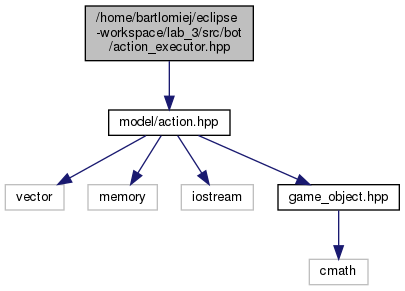 /home/bartlomiej/eclipse
-workspace/lab_3/src/bot
/action_executor.hpp
model/action.hpp
vector
memory
iostream
game_object.hpp
cmath